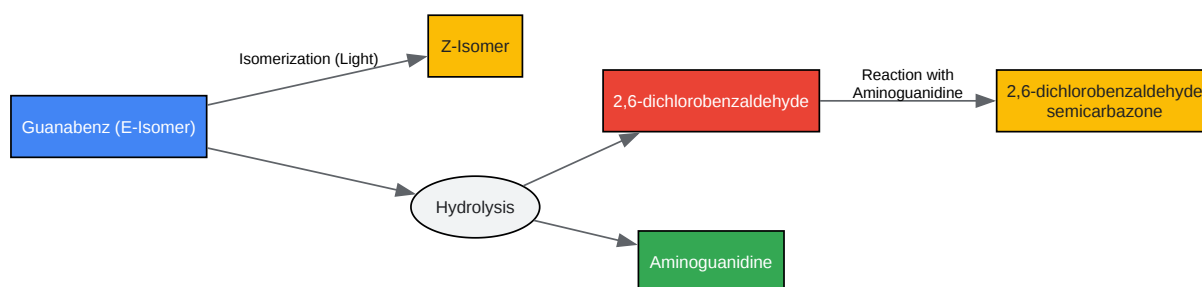 Z-Isomer
Isomerization (Light)
Guanabenz (E-Isomer)
2,6-dichlorobenzaldehyde
Reaction with
Aminoguanidine
2,6-dichlorobenzaldehyde
semicarbazone
Hydrolysis
Aminoguanidine